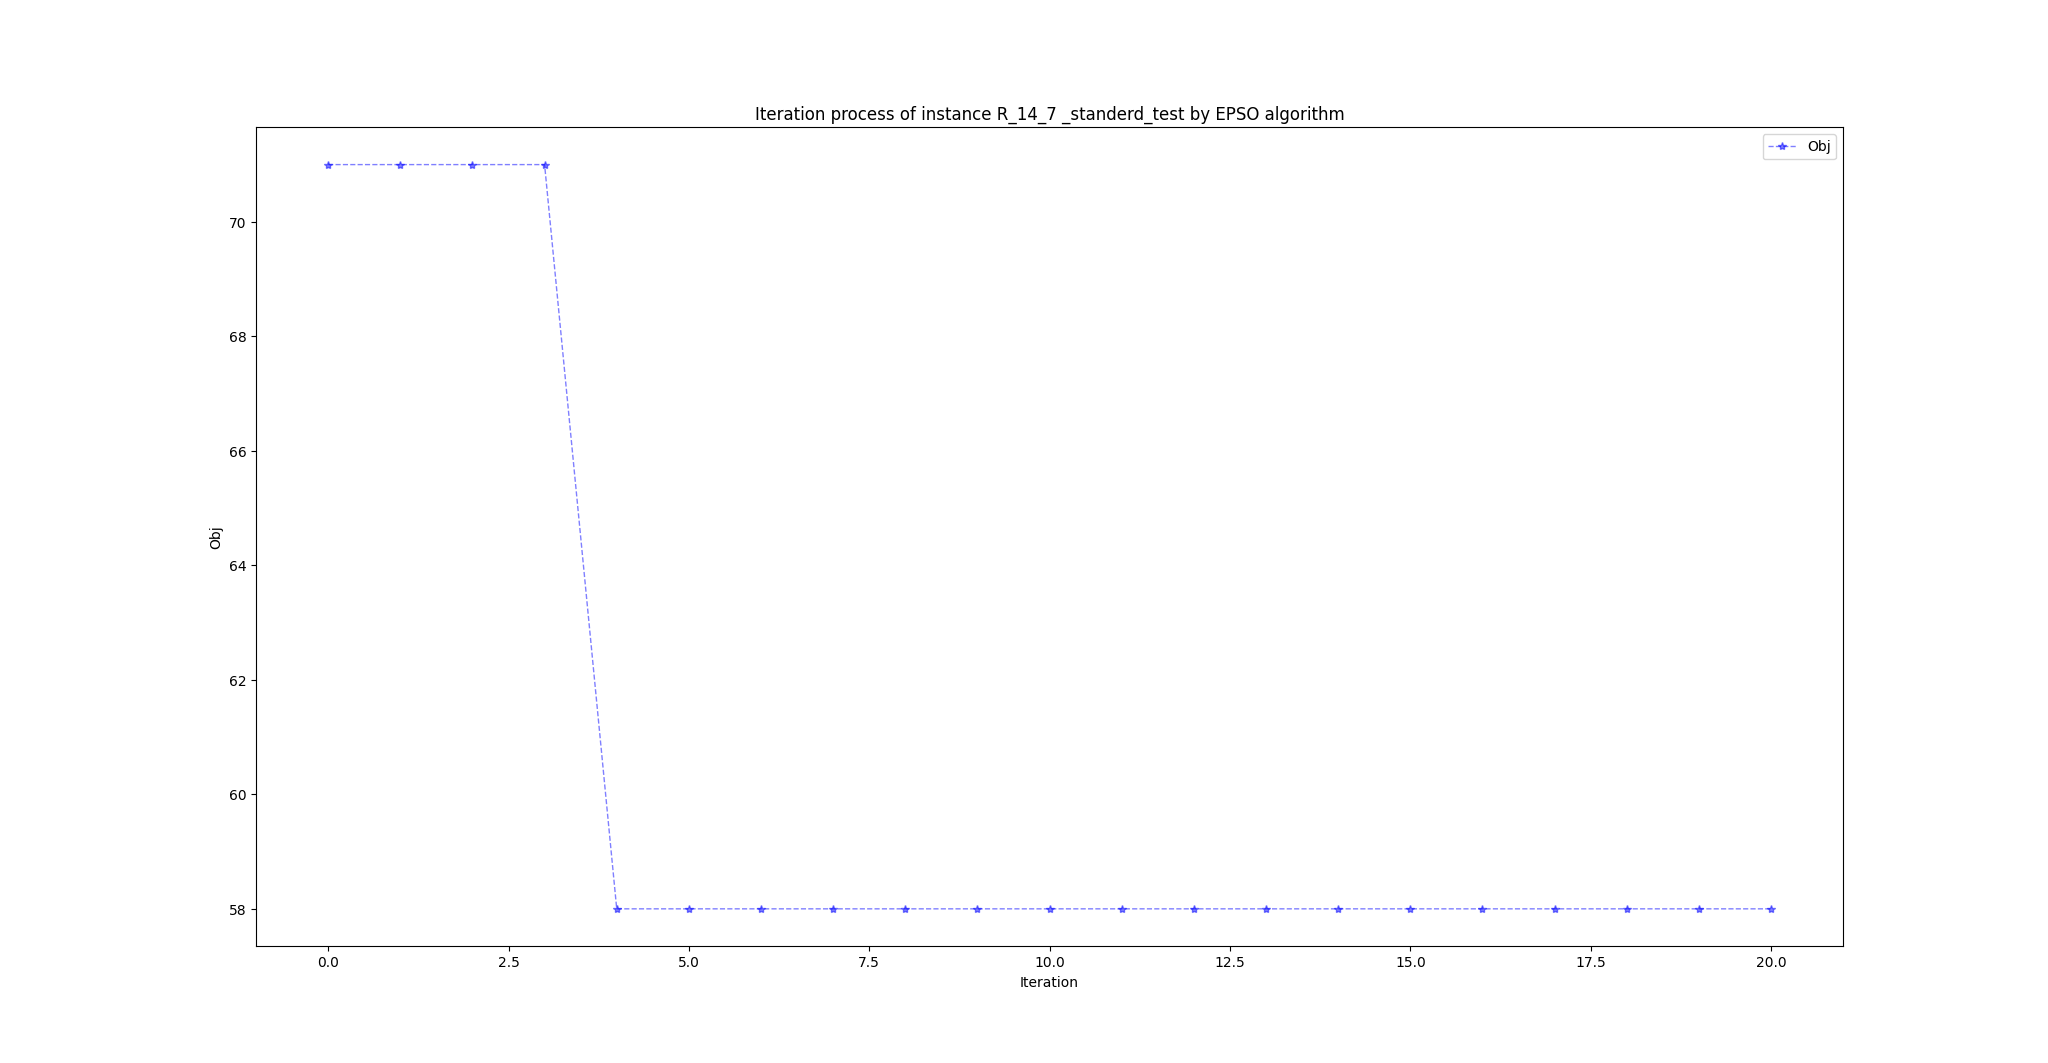 Iteration process of instance R_14_7 _standerd_test by EPSO algorithm
Obj
70
68
66
64
62
60
58
Obj
0.0 2.5 5.0 7.5 10.0 12.5 15.0 17.5 20.0
Iteration